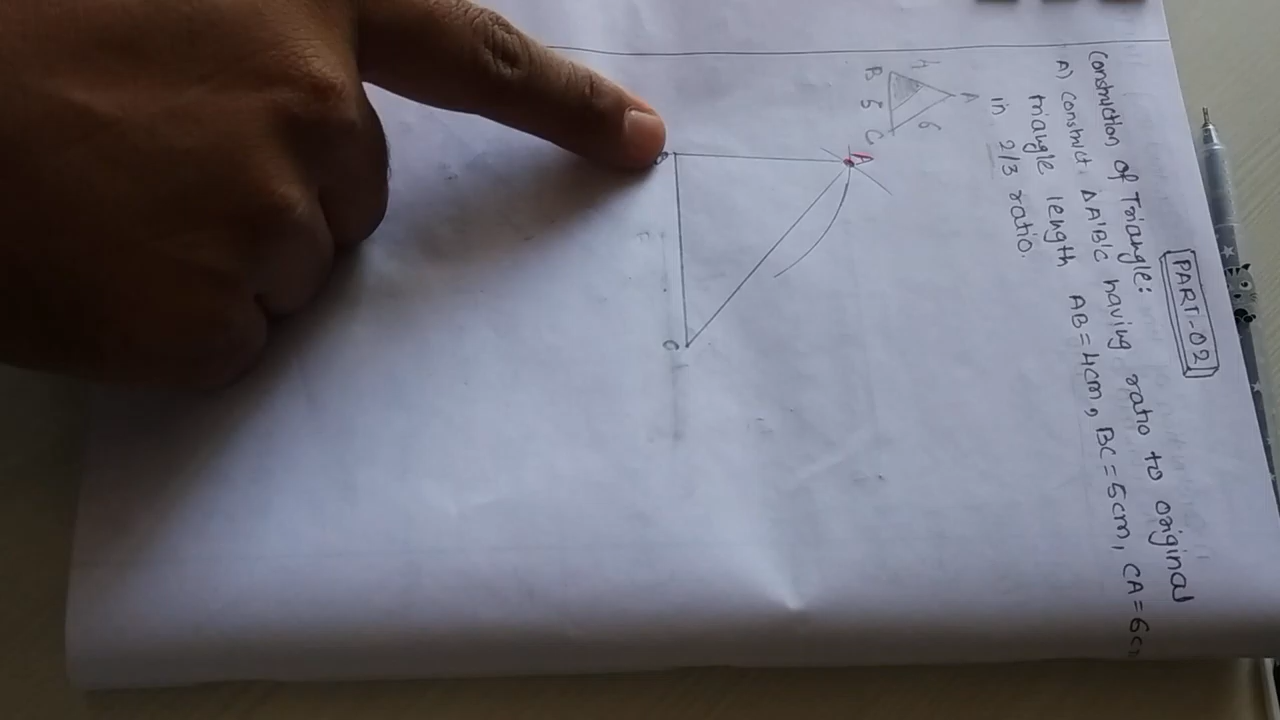 PART-02
Construction of Triangle:
A) construct ΔA'B'C having ratio to original
triangle length AB=4cm, BC=5cm, CA=6c
in 2/3 ratio.
A
4
6
B
5
C
A
B
C